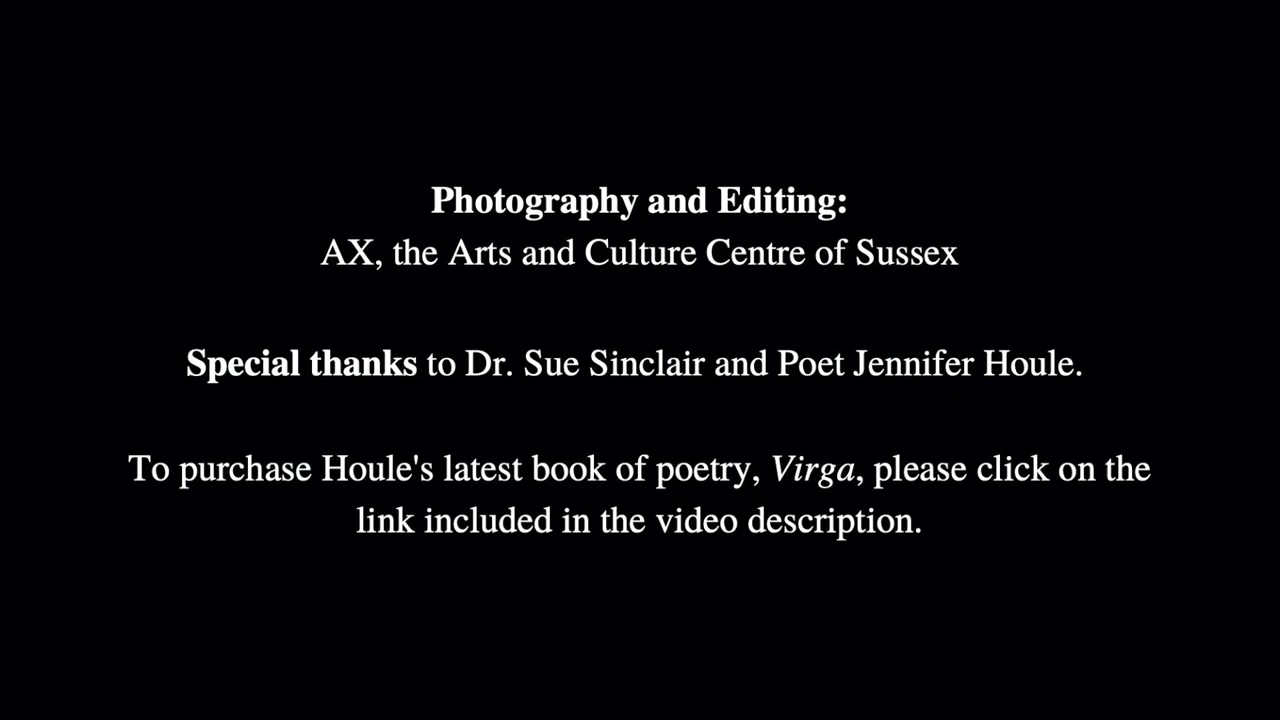 Photography and Editing:
AX, the Arts and Culture Centre of Sussex
Special thanks to Dr. Sue Sinclair and Poet Jennifer Houle.
To purchase Houle's latest book of poetry, Virga, please click on the
link included in the video description.